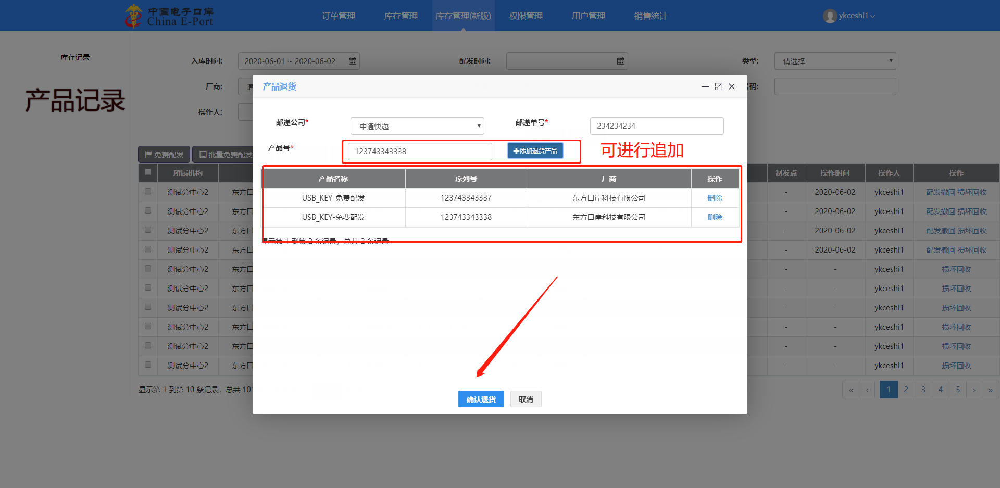 中国电子口岸
China E-Port
订单管理
库存管理
库存管理(新版)
权限管理
用户管理
销售统计
ykceshi1
库存记录
产品记录
入库时间: 2020-06-01 ~ 2020-06-02
配发时间:
类型: 请选择
厂商: 请
号码:
操作人:
免费配发
批量免费配发
产品退货
邮递公司* 中通快递
邮递单号* 234234234
产品号* 123743343338
添加退货产品
可进行追加
产品名称 序列号 厂商 操作
USB_KEY-免费配发 123743343337 东方口岸科技有限公司 删除
USB_KEY-免费配发 123743343338 东方口岸科技有限公司 删除
显示第 1 到第 2 条记录，总共 2 条记录
确认退货
取消
所属机构 制发点 操作时间 操作人 操作
测试分中心2 东方口 - 2020-06-02 ykceshi1 配发撤回 损坏回收
测试分中心2 东方口 - 2020-06-02 ykceshi1 配发撤回 损坏回收
测试分中心2 东方口 - 2020-06-02 ykceshi1 配发撤回 损坏回收
测试分中心2 东方口 - 2020-06-02 ykceshi1 配发撤回 损坏回收
测试分中心2 东方口 - - ykceshi1 损坏回收
测试分中心2 东方口 - - ykceshi1 损坏回收
测试分中心2 东方口 - - ykceshi1 损坏回收
测试分中心2 东方口 - - ykceshi1 损坏回收
测试分中心2 东方口 - - ykceshi1 损坏回收
测试分中心2 东方口 - - ykceshi1 损坏回收
显示第 1 到第 10 条记录，总共 10
« ‹ 1 2 3 4 5 › »